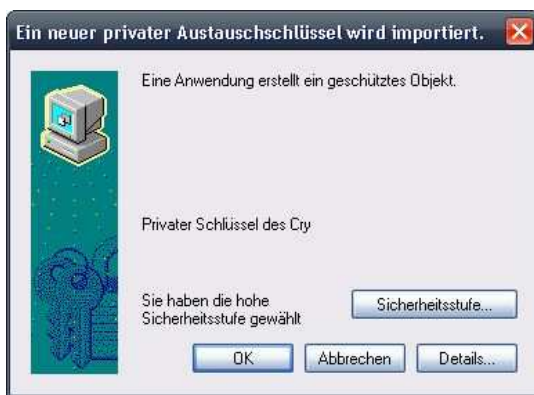 Ein neuer privater Austauschschlüssel wird importiert.
Eine Anwendung erstellt ein geschütztes Objekt.
Privater Schlüssel des Cry
Sie haben die hohe
Sicherheitsstufe gewählt
Sicherheitsstufe...
OK
Abbrechen
Details...